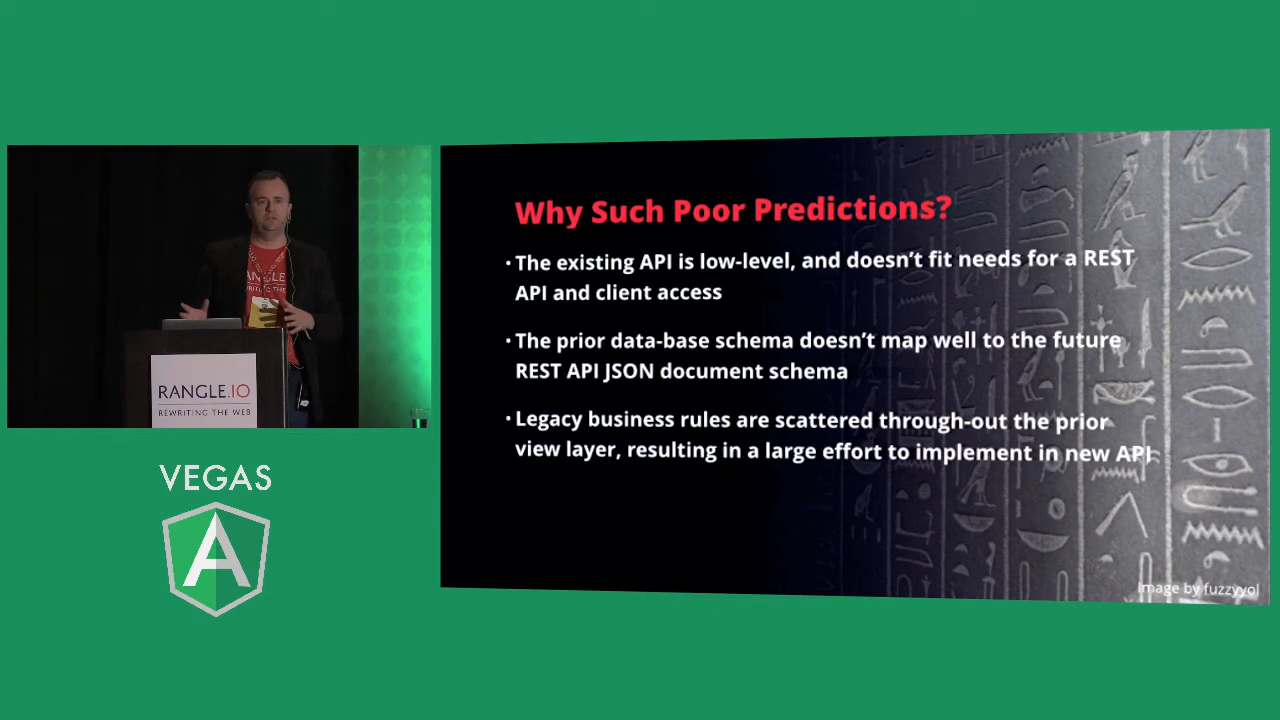 ANGLE
RITING THE
RANGLE.IO
REWRITING THE WEB
VEGAS
A
Why Such Poor Predictions?
· The existing API is low-level, and doesn’t fit needs for a REST
API and client access
· The prior data-base schema doesn’t map well to the future
REST API JSON document schema
· Legacy business rules are scattered through-out the prior
view layer, resulting in a large effort to implement in new API
Image by fuzzyyol